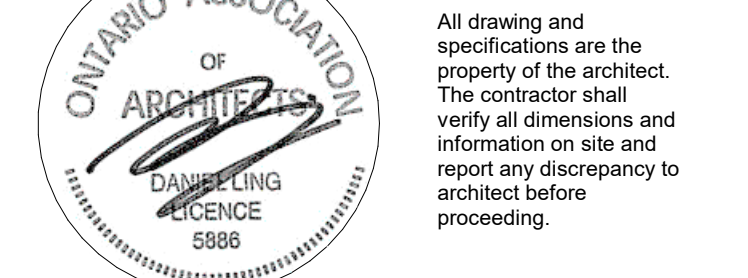 ONTARIO ASSOCIATION
OF
ARCHITECTS
DANIEL LING
LICENCE
5886
All drawing and
specifications are the
property of the architect.
The contractor shall
verify all dimensions and
information on site and
report any discrepancy to
architect before
proceeding.